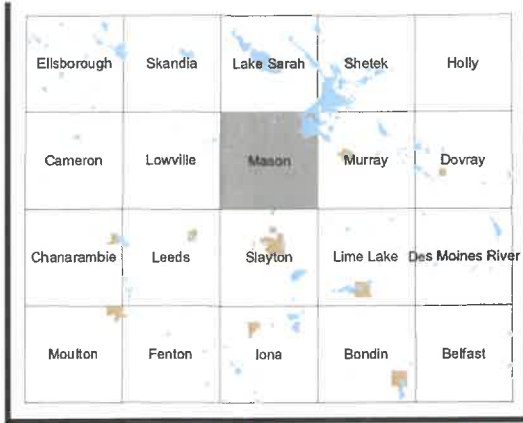 Ellsborough Skandia Lake Sarah Shetek Holly
Cameron Lowville Mason Murray Dovray
Chanarambie Leeds Slayton Lime Lake Des Moines River
Moulton Fenton Iona Bondin Belfast